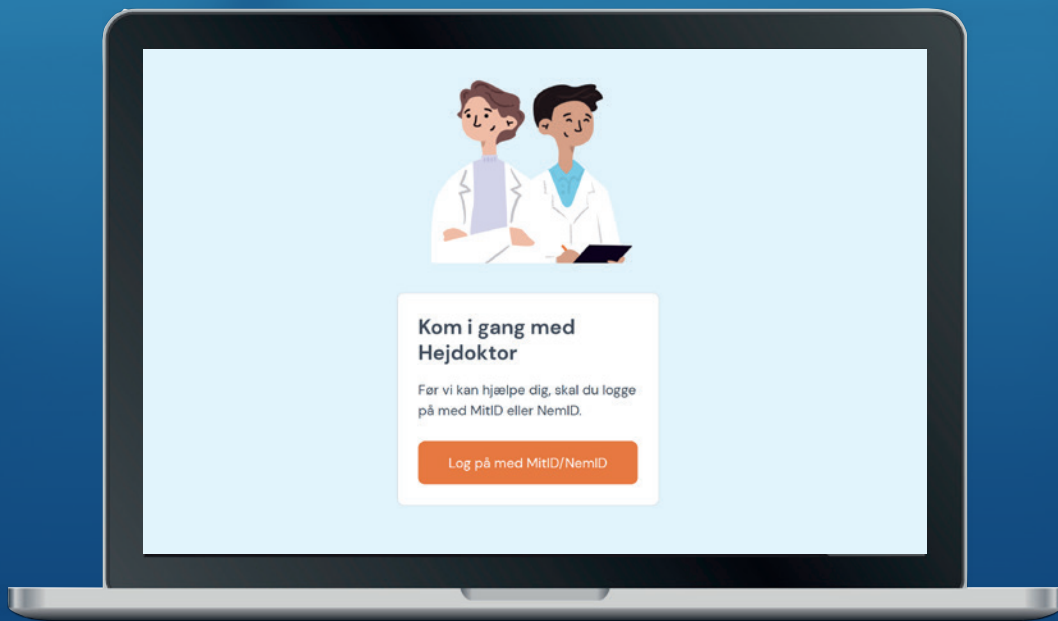 Kom i gang med
Hejdoktor
Før vi kan hjælpe dig, skal du logge
på med MitID eller NemID.
Log på med MitID/NemID